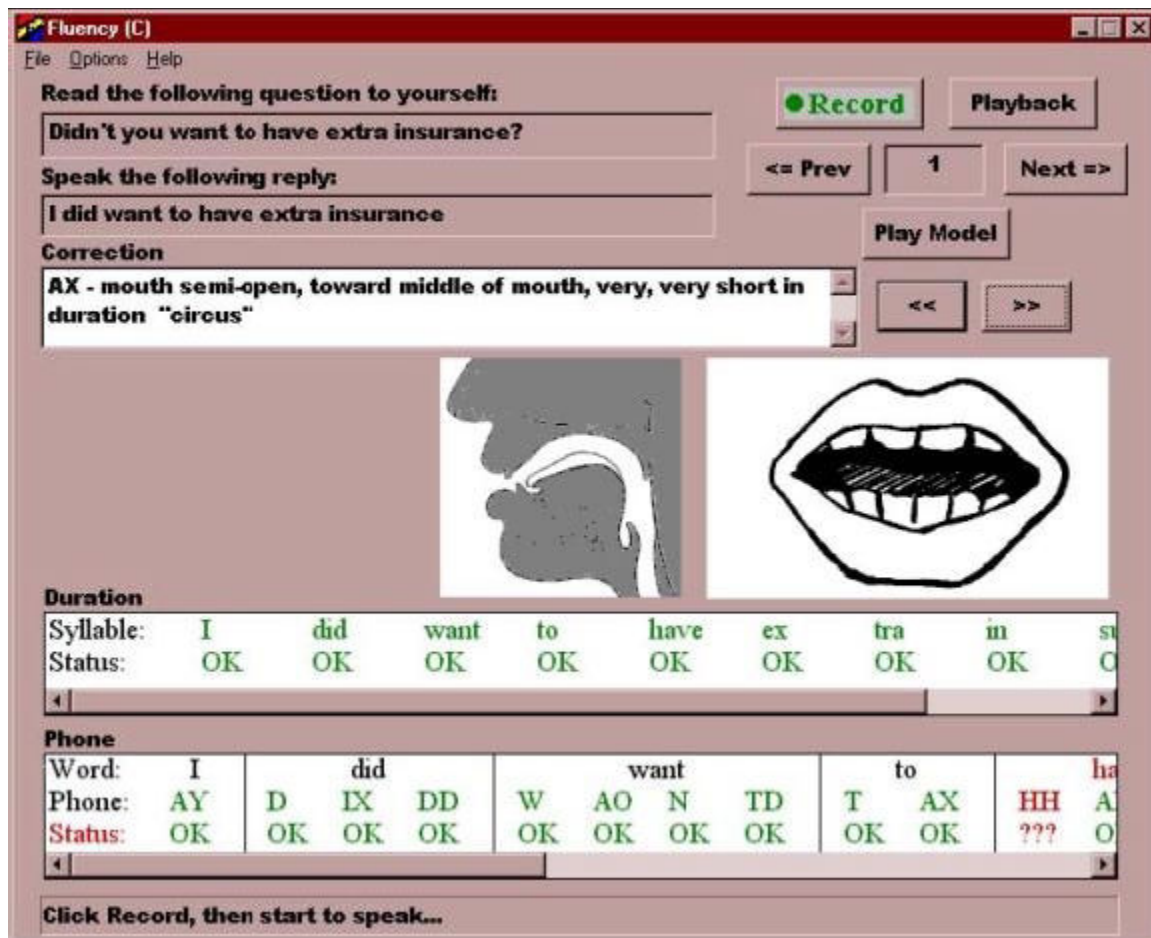 Fluency (C)
File Options Help
Read the following question to yourself:
Didn't you want to have extra insurance?
Speak the following reply:
I did want to have extra insurance
Correction
AX - mouth semi-open, toward middle of mouth, very, very short in
duration "circus"
Record Playback
<= Prev 1 Next =>
Play Model
<< >>
Duration
Syllable: I did want to have ex tra in su
Status: OK OK OK OK OK OK OK OK O
Phone
Word: I did want to ha
Phone: AY D IX DD W AO N TD T AX HH A
Status: OK OK OK OK OK OK OK OK OK OK ??? O
Click Record, then start to speak...